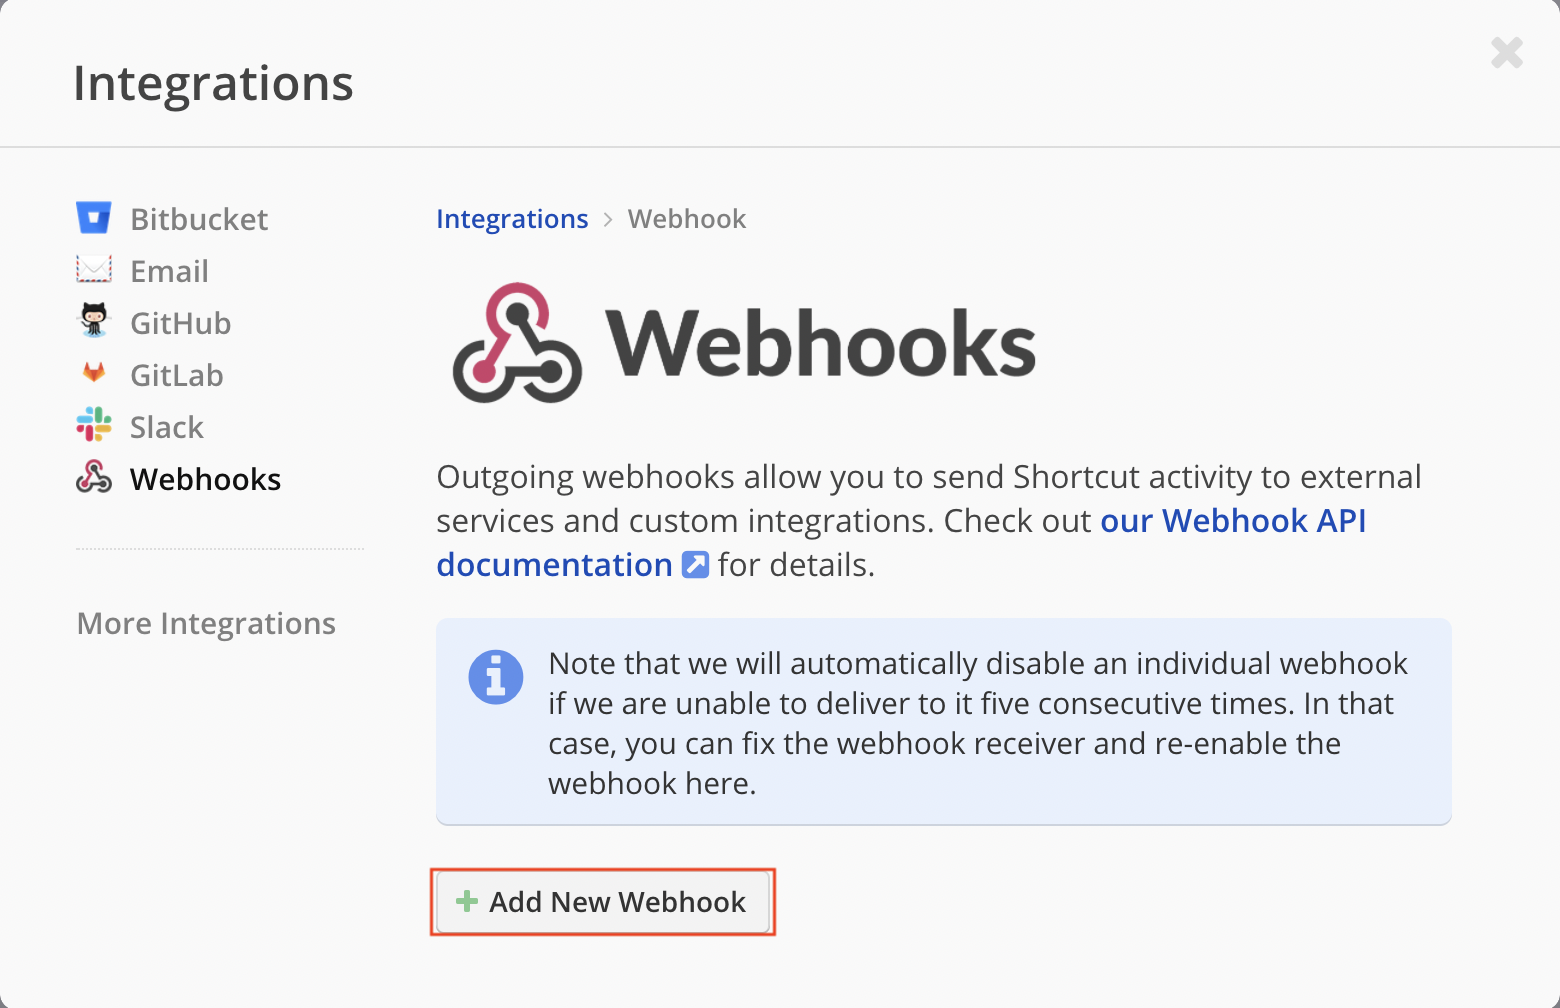 Integrations
Bitbucket
Email
GitHub
GitLab
Slack
Webhooks
More Integrations
Integrations > Webhook
Webhooks
Outgoing webhooks allow you to send Shortcut activity to external
services and custom integrations. Check out our Webhook API
documentation for details.
Note that we will automatically disable an individual webhook
if we are unable to deliver to it five consecutive times. In that
case, you can fix the webhook receiver and re-enable the
webhook here.
+ Add New Webhook